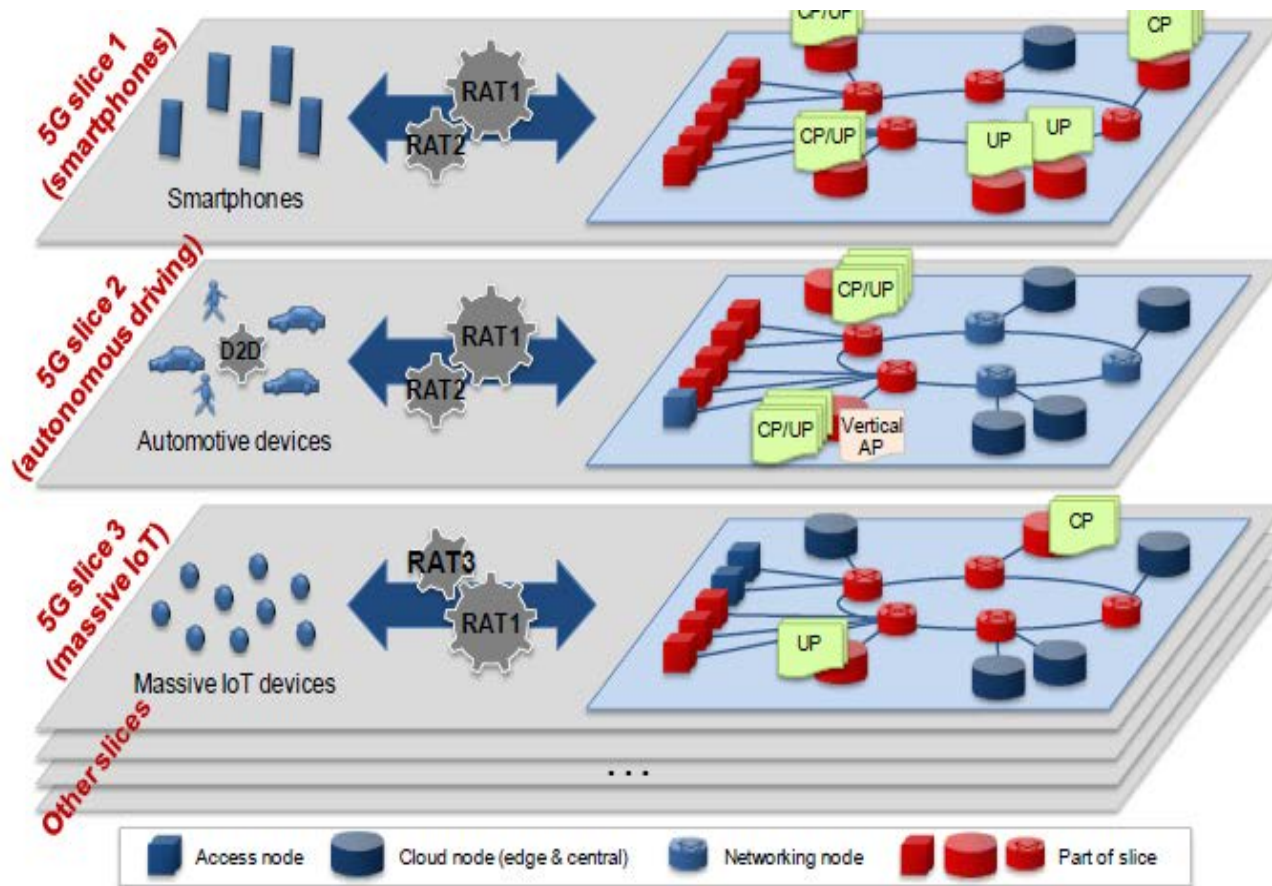 5G slice 1
(smartphones)
Smartphones
RAT1
RAT2
CP/UP
CP
CP/UP
UP
UP
5G slice 2
(autonomous driving)
D2D
Automotive devices
RAT1
RAT2
CP/UP
CP/UP
Vertical
AP
5G slice 3
(massive IoT)
Massive IoT devices
RAT3
RAT1
CP
UP
Other slices
. . .
Access node
Cloud node (edge & central)
Networking node
Part of slice